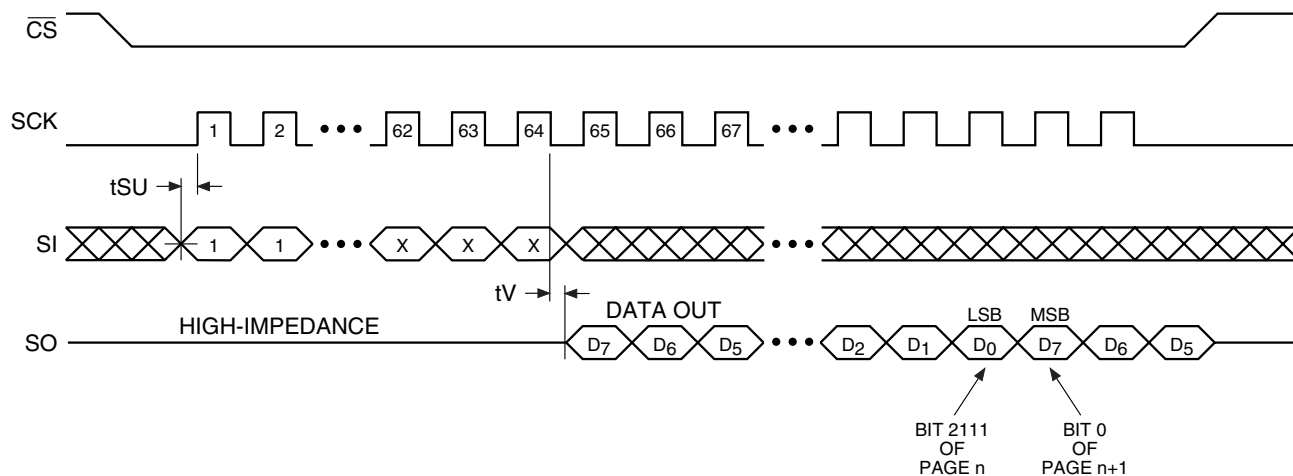 CS
SCK 1 2 ••• 62 63 64 65 66 67 •••
tSU
SI 1 1 ••• X X X •••
tV
HIGH-IMPEDANCE DATA OUT LSB MSB
SO D7 D6 D5 ••• D2 D1 D0 D7 D6 D5
BIT 2111
OF
PAGE n
BIT 0
OF
PAGE n+1